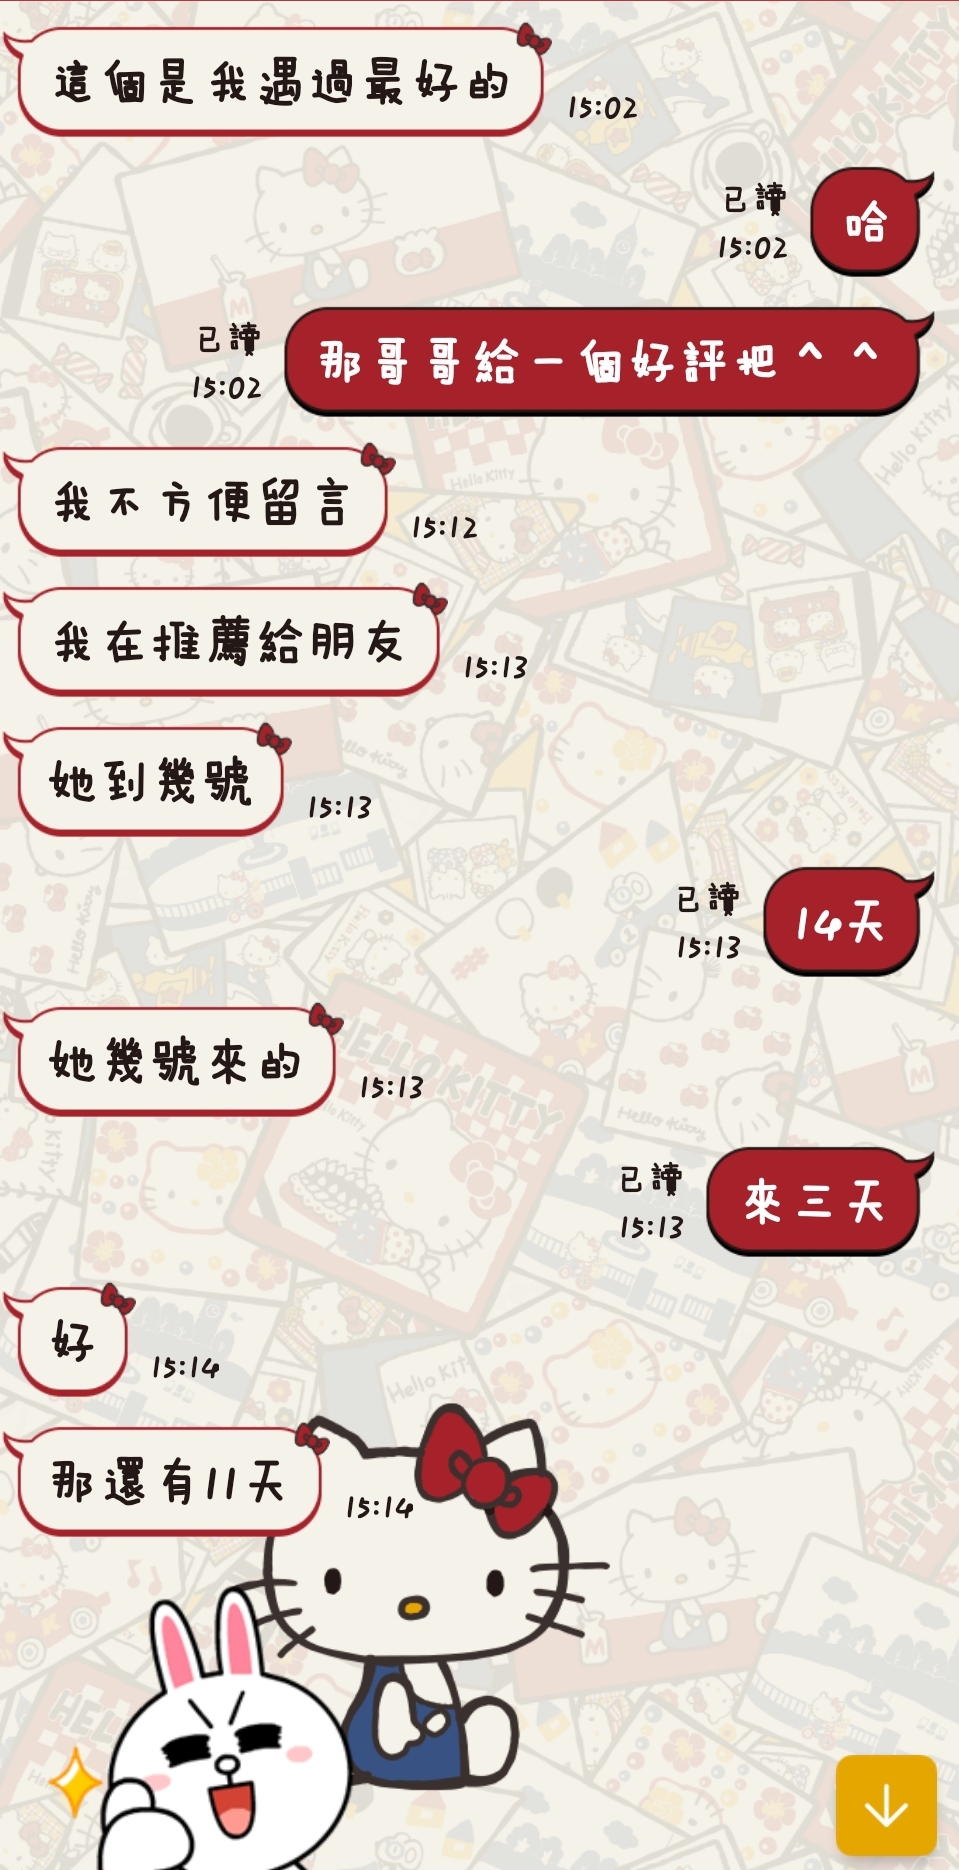 這個是我遇過最好的
15:02
已讀
15:02
哈
已讀
15:02
那哥哥給一個好評把^ ^
我不方便留言
15:12
我在推薦給朋友
15:13
她到幾號
15:13
已讀
15:13
14天
她幾號來的
15:13
已讀
15:13
來三天
好
15:14
那還有11天
15:14